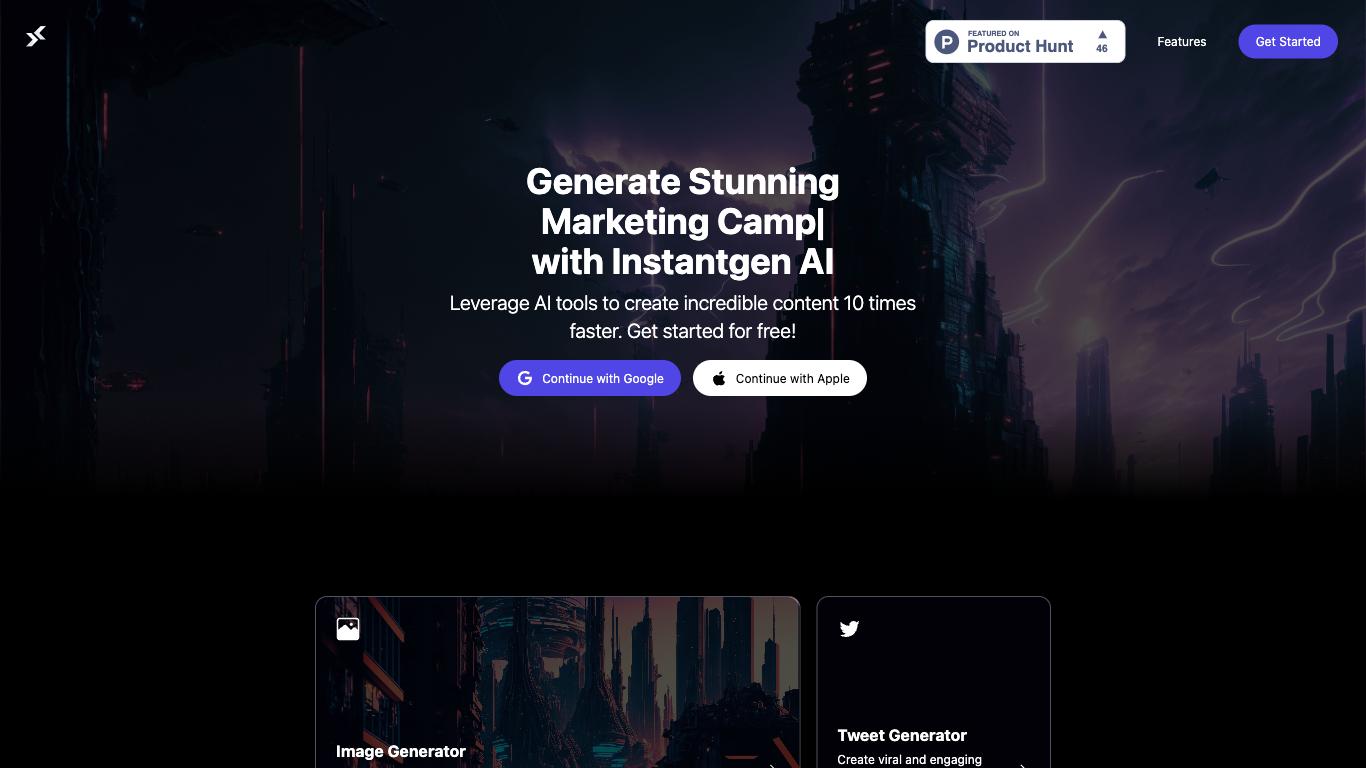 FEATURED ON
P Product Hunt
46
Features
Get Started
Generate Stunning
Marketing Camp|
with Instantgen AI
Leverage AI tools to create incredible content 10 times
faster. Get started for free!
G Continue with Google
Continue with Apple
Image Generator
Tweet Generator
Create viral and engaging